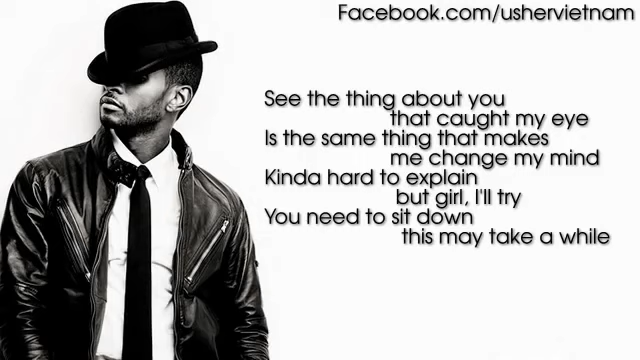 Facebook.com/ushervietnam
See the thing about you
that caught my eye
Is the same thing that makes
me change my mind
Kinda hard to explain
but girl, I'll try
You need to sit down
this may take a while